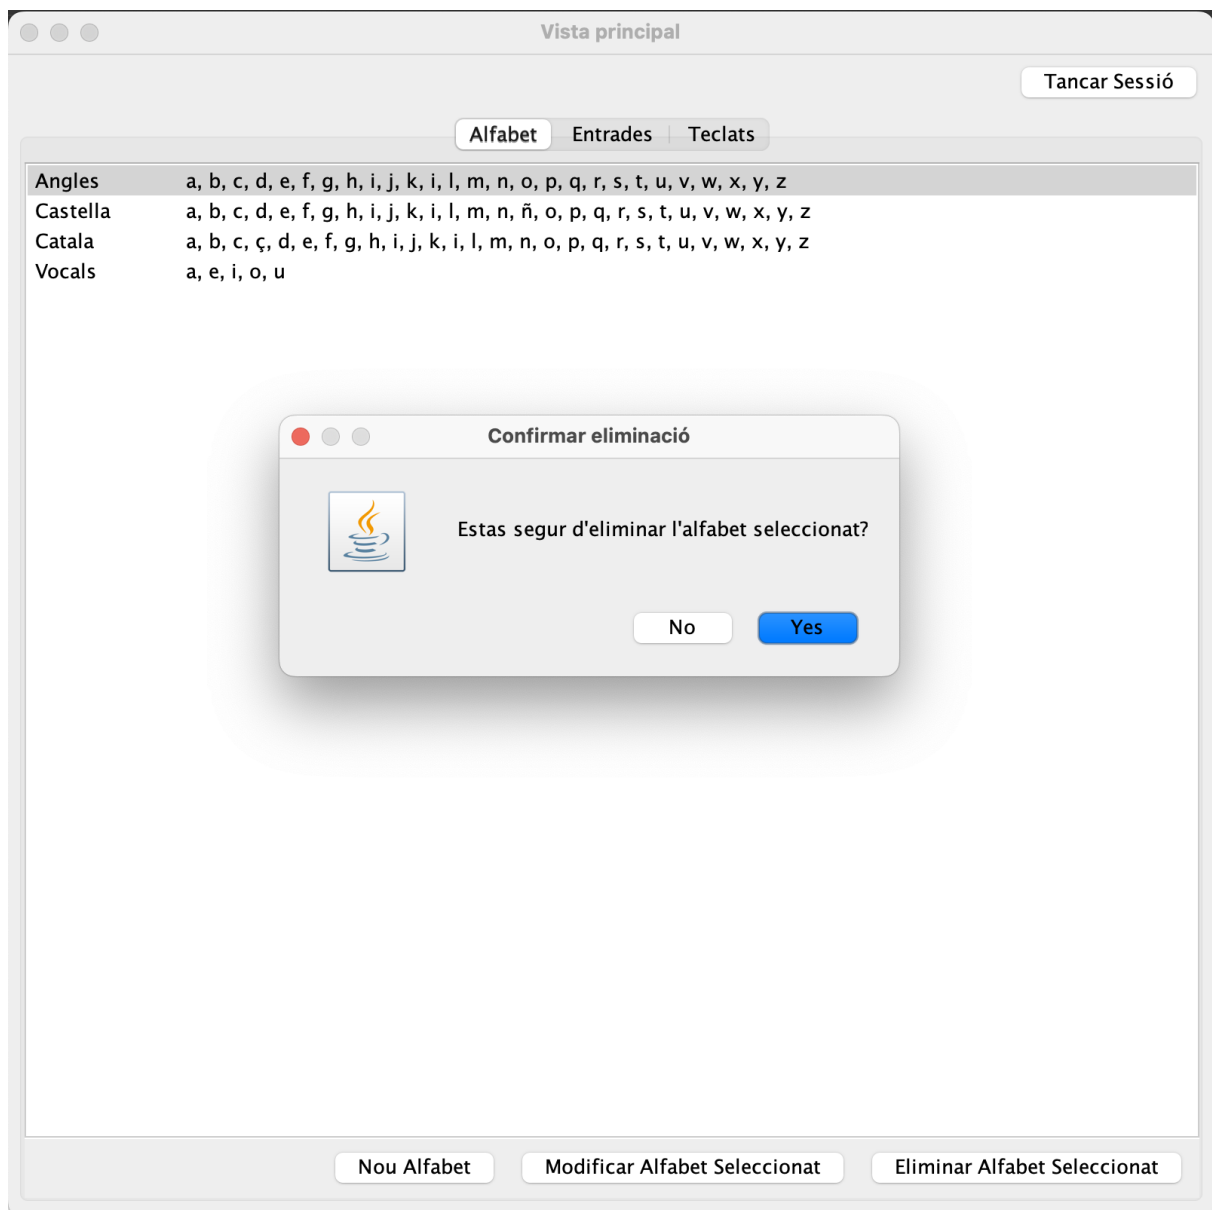 Vista principal
Tancar Sessió
Alfabet Entrades Teclats
Angles a, b, c, d, e, f, g, h, i, j, k, i, l, m, n, o, p, q, r, s, t, u, v, w, x, y, z
Castella a, b, c, d, e, f, g, h, i, j, k, i, l, m, n, ñ, o, p, q, r, s, t, u, v, w, x, y, z
Catala a, b, c, ç, d, e, f, g, h, i, j, k, i, l, m, n, o, p, q, r, s, t, u, v, w, x, y, z
Vocals a, e, i, o, u
Confirmar eliminació
Estas segur d'eliminar l'alfabet seleccionat?
No Yes
Nou Alfabet Modificar Alfabet Seleccionat Eliminar Alfabet Seleccionat